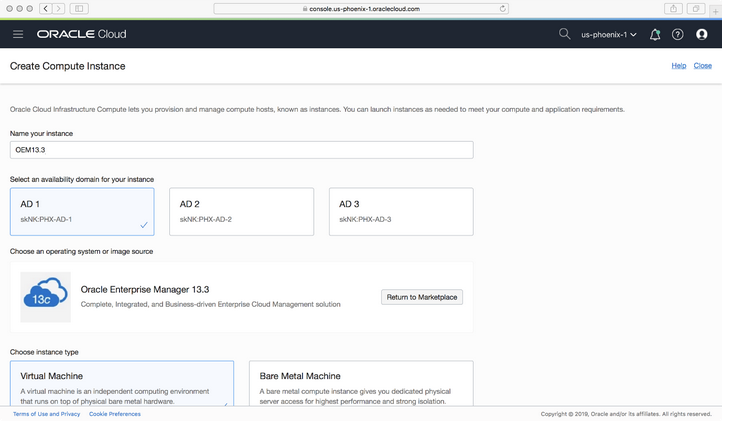 console.us-phoenix-1.oraclecloud.com
ORACLE Cloud
us-phoenix-1
Create Compute Instance
Help Close
Oracle Cloud Infrastructure Compute lets you provision and manage compute hosts, known as instances. You can launch instances as needed to meet your compute and application requirements.
Name your instance
OEM13.3
Select an availability domain for your instance
AD 1
skNK:PHX-AD-1
AD 2
skNK:PHX-AD-2
AD 3
skNK:PHX-AD-3
Choose an operating system or image source
13c
Oracle Enterprise Manager 13.3
Complete, Integrated, and Business-driven Enterprise Cloud Management solution
Return to Marketplace
Choose instance type
Virtual Machine
A virtual machine is an independent computing environment
that runs on top of physical bare metal hardware.
Bare Metal Machine
A bare metal compute instance gives you dedicated physical
server access for highest performance and strong isolation.
Terms of Use and Privacy Cookie Preferences
Copyright © 2019, Oracle and/or its affiliates. All rights reserved.